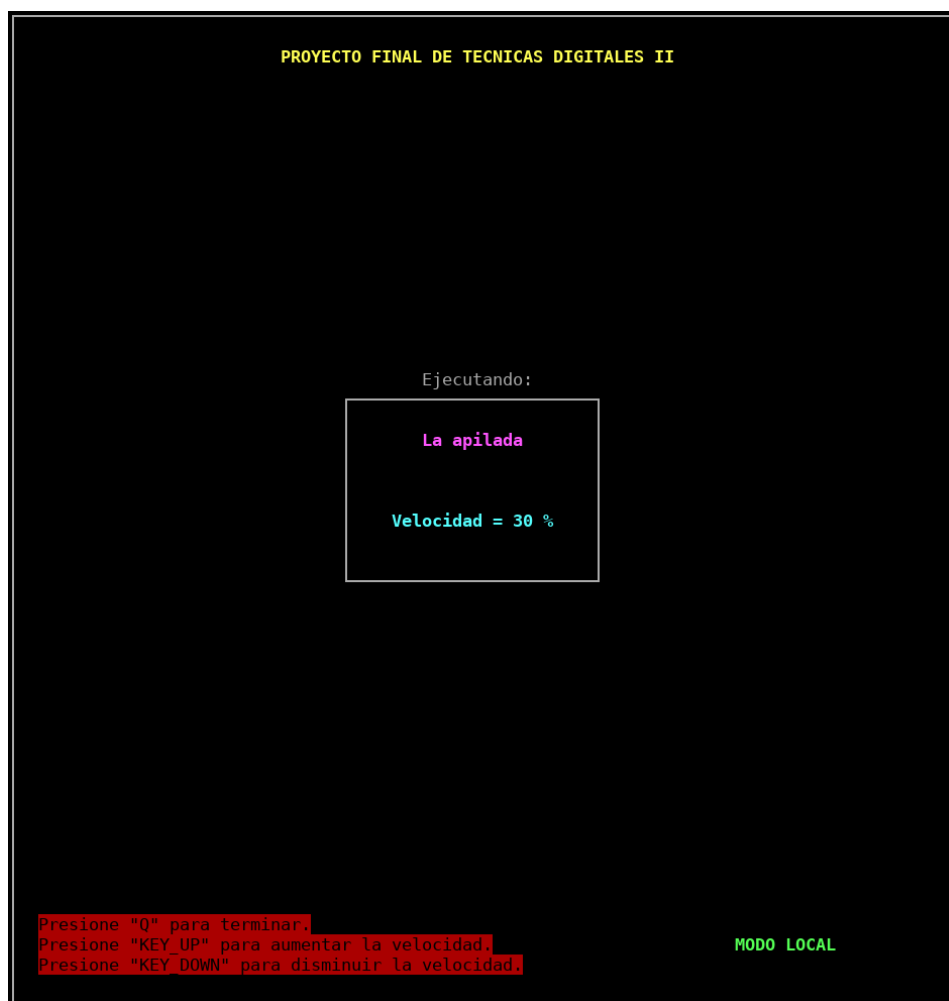 PROYECTO FINAL DE TECNICAS DIGITALES II
Ejecutando:
La apilada
Velocidad = 30 %
Presione "Q" para terminar.
Presione "KEY_UP" para aumentar la velocidad.
MODO LOCAL
Presione "KEY_DOWN" para disminuir la velocidad.